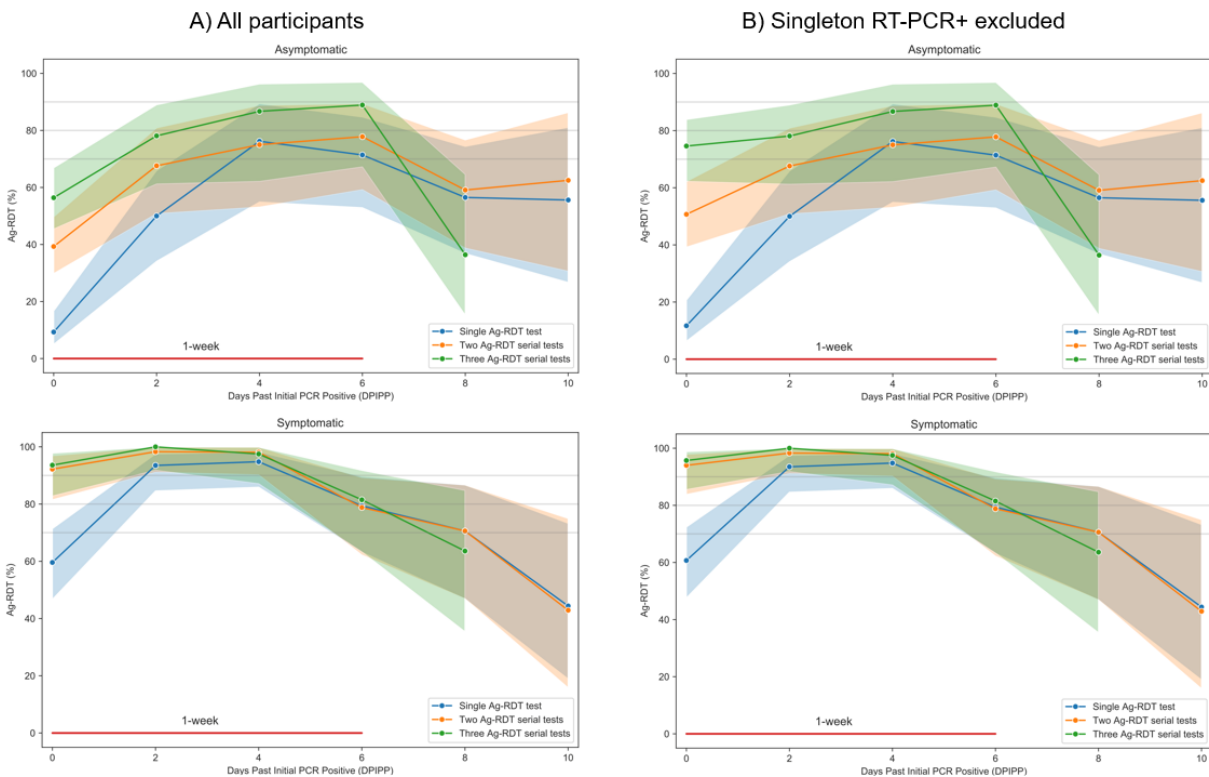 A) All participants
Asymptomatic
100
80
60
40
20
0
Ag-RDT (%)
1-week
Single Ag-RDT test
Two Ag-RDT serial tests
Three Ag-RDT serial tests
0 2 4 6 8 10
Days Past Initial PCR Positive (DPIPP)
Symptomatic
100
80
60
40
20
0
Ag-RDT (%)
1-week
Single Ag-RDT test
Two Ag-RDT serial tests
Three Ag-RDT serial tests
0 2 4 6 8 10
Days Past Initial PCR Positive (DPIPP)
B) Singleton RT-PCR+ excluded
Asymptomatic
100
80
60
40
20
0
Ag-RDT (%)
1-week
Single Ag-RDT test
Two Ag-RDT serial tests
Three Ag-RDT serial tests
0 2 4 6 8 10
Days Past Initial PCR Positive (DPIPP)
Symptomatic
100
80
60
40
20
0
Ag-RDT (%)
1-week
Single Ag-RDT test
Two Ag-RDT serial tests
Three Ag-RDT serial tests
0 2 4 6 8 10
Days Past Initial PCR Positive (DPIPP)